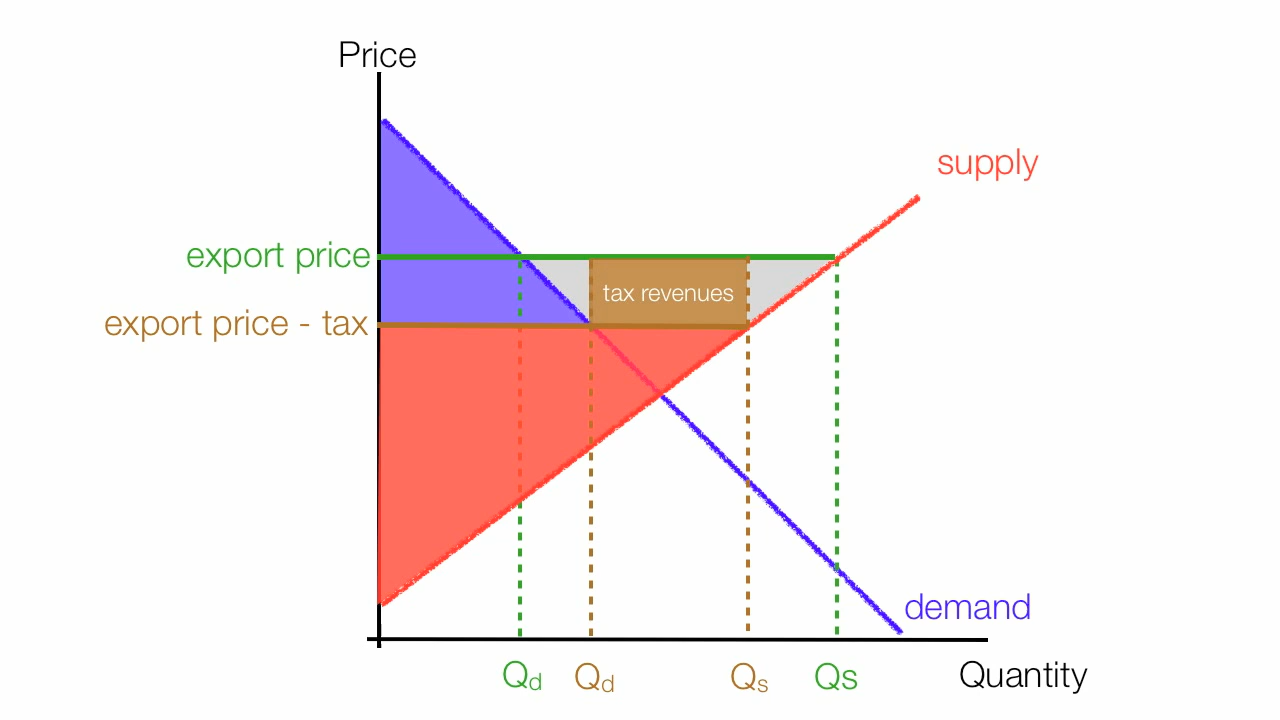 Price
supply
export price
tax revenues
export price - tax
demand
Qd
Qd
Qs
Qs
Quantity